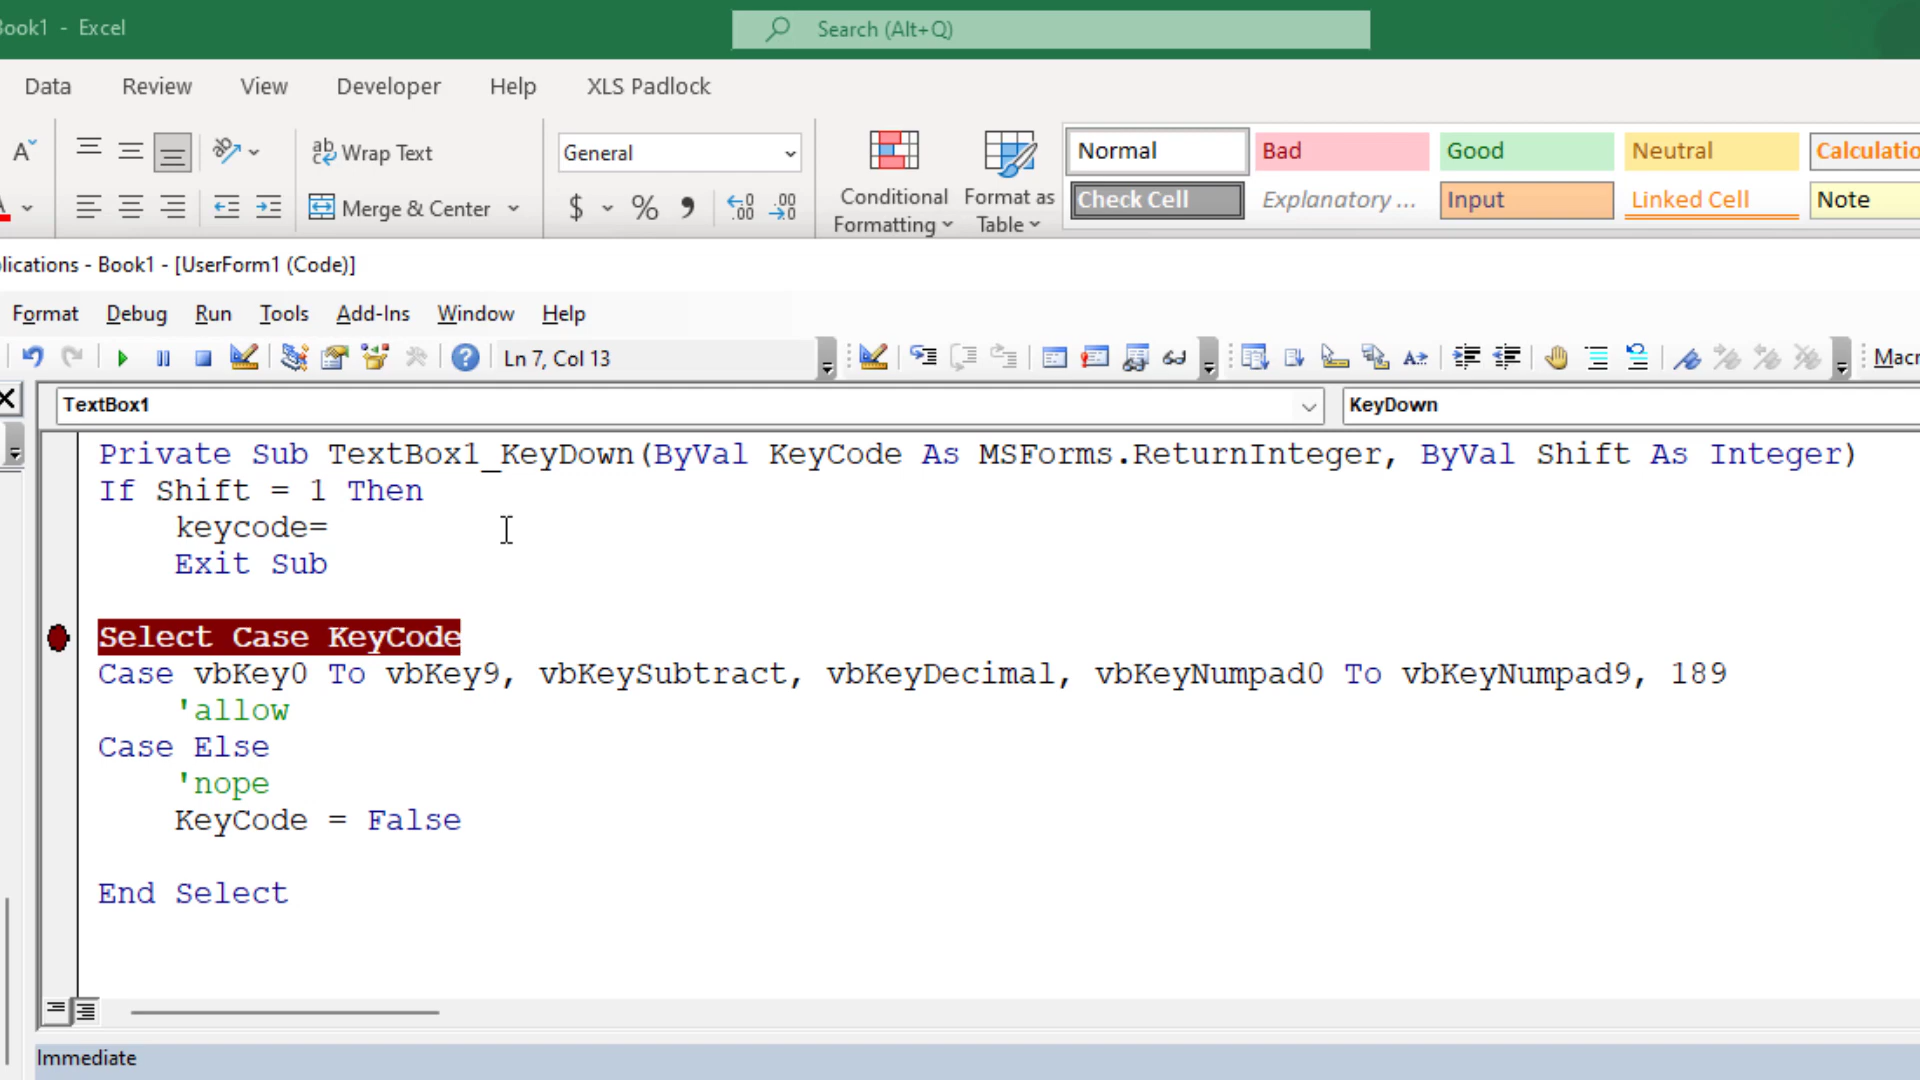 Book1 - Excel
Search (Alt+Q)
Data Review View Developer Help XLS Padlock
Wrap Text
General
Merge & Center
$ % ,
Conditional Formatting
Format as Table
Normal Bad Good Neutral Calculatio
Check Cell Explanatory ... Input Linked Cell Note
lications - Book1 - [UserForm1 (Code)]
Format Debug Run Tools Add-Ins Window Help
Ln 7, Col 13
Macr
TextBox1
KeyDown
Private Sub TextBox1_KeyDown(ByVal KeyCode As MSForms.ReturnInteger, ByVal Shift As Integer)
If Shift = 1 Then
keycode=
Exit Sub
Select Case KeyCode
Case vbKey0 To vbKey9, vbKeySubtract, vbKeyDecimal, vbKeyNumpad0 To vbKeyNumpad9, 189
'allow
Case Else
'nope
KeyCode = False
End Select
Immediate